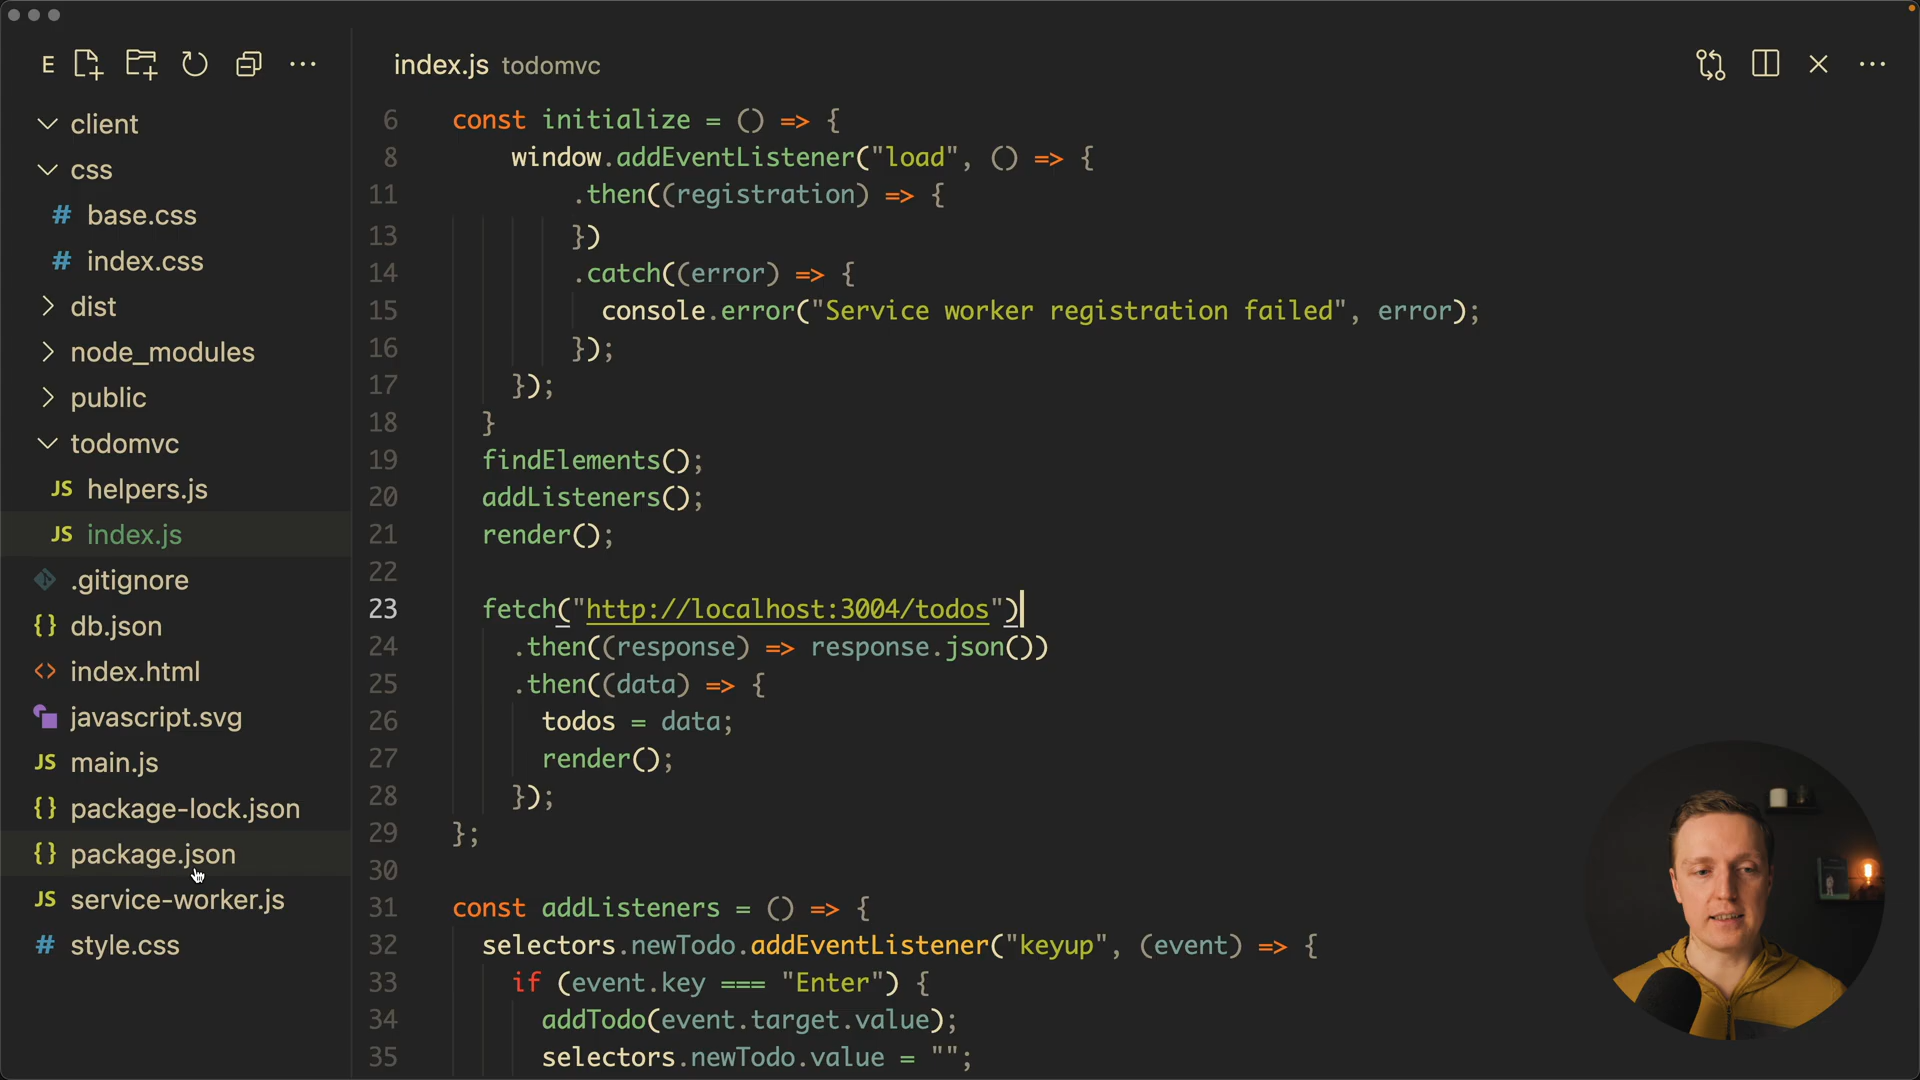 E
index.js todomvc
client
css
# base.css
# index.css
dist
node_modules
public
todomvc
JS helpers.js
JS index.js
.gitignore
{} db.json
<> index.html
javascript.svg
JS main.js
{} package-lock.json
{} package.json
JS service-worker.js
# style.css
6 const initialize = () => {
8 window.addEventListener("load", () => {
11 .then((registration) => {
13 })
14 .catch((error) => {
15 console.error("Service worker registration failed", error);
16 });
17 });
18 }
19 findElements();
20 addListeners();
21 render();
22
23 fetch("http://localhost:3004/todos")
24 .then((response) => response.json())
25 .then((data) => {
26 todos = data;
27 render();
28 });
29 };
30
31 const addListeners = () => {
32 selectors.newTodo.addEventListener("keyup", (event) => {
33 if (event.key === "Enter") {
34 addTodo(event.target.value);
35 selectors.newTodo.value = "";